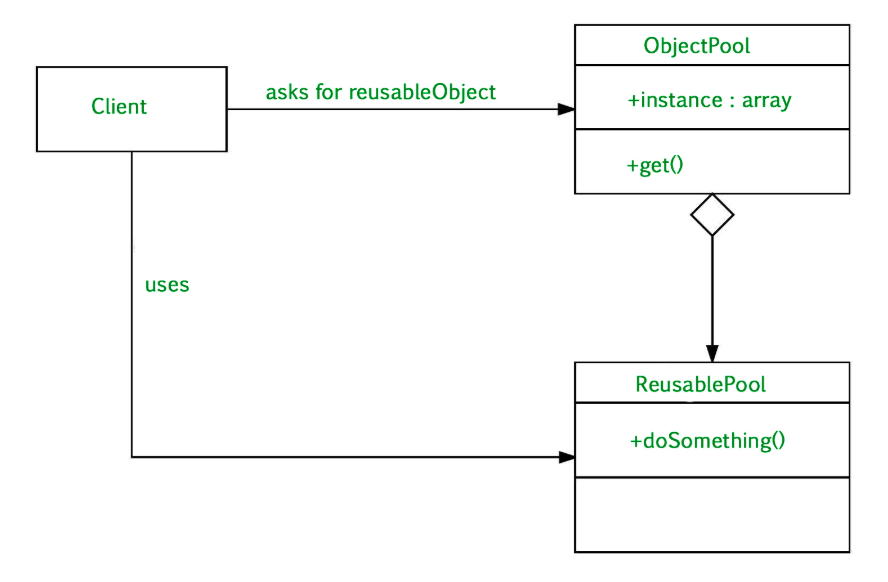 ObjectPool
Client
asks for reusableObject
+instance : array
+get()
uses
ReusablePool
+doSomething()